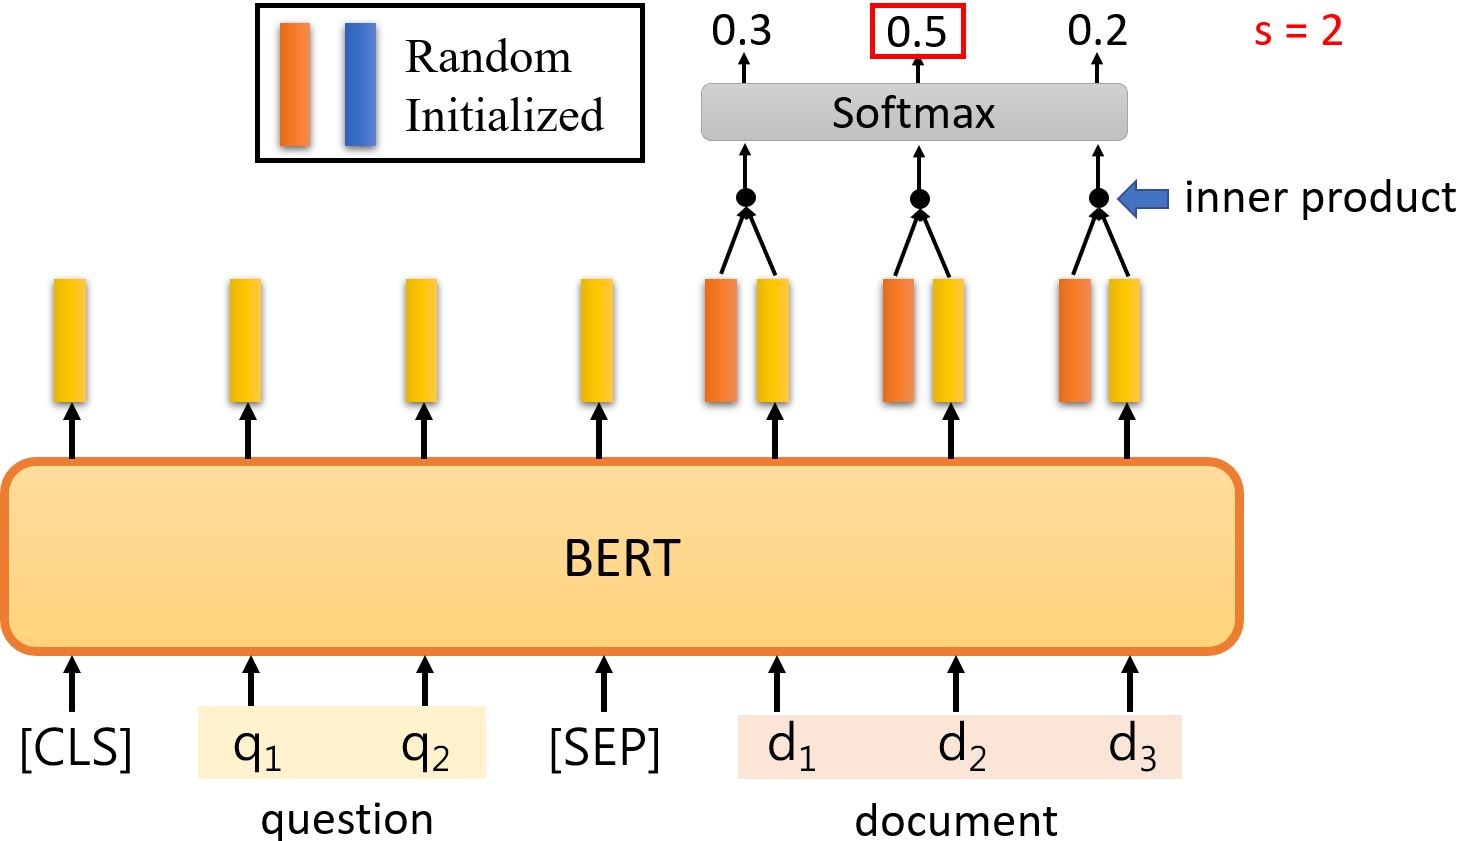 0.3 0.5 0.2 s = 2
Random
Initialized
Softmax
inner product
BERT
[CLS] q₁ q₂ [SEP] d₁ d₂ d₃
question document